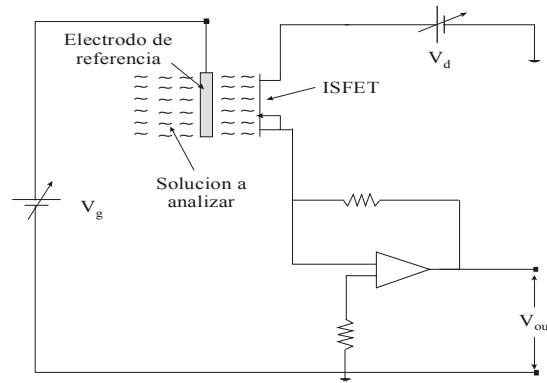 Electrodo de
referencia
V_d
ISFET
Solucion a
analizar
V_g
V_ou